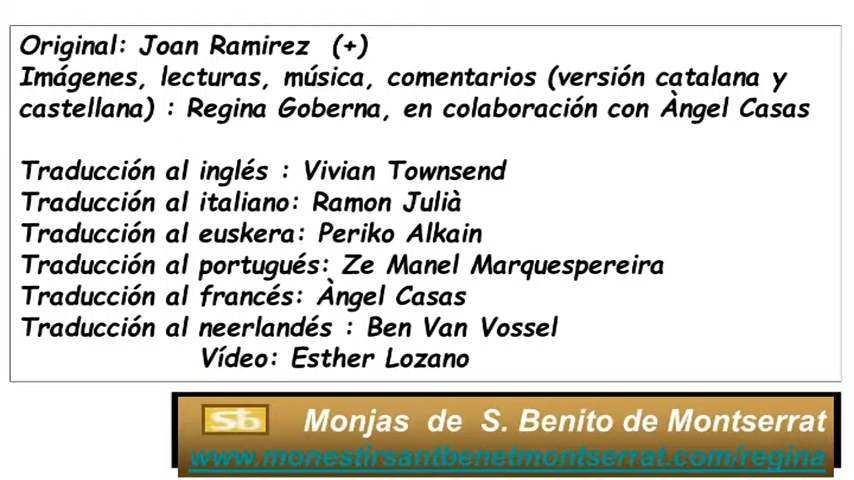 Original: Joan Ramirez (+)
Imágenes, lecturas, música, comentarios (versión catalana y
castellana) : Regina Goberna, en colaboración con Àngel Casas
Traducción al inglés : Vivian Townsend
Traducción al italiano: Ramon Julià
Traducción al euskera: Periko Alkain
Traducción al portugués: Ze Manel Marquespereira
Traducción al francés: Àngel Casas
Traducción al neerlandés : Ben Van Vossel
Vídeo: Esther Lozano
Sb Monjas de S. Benito de Montserrat
www.monestirsantbenetmontserrat.com/regina